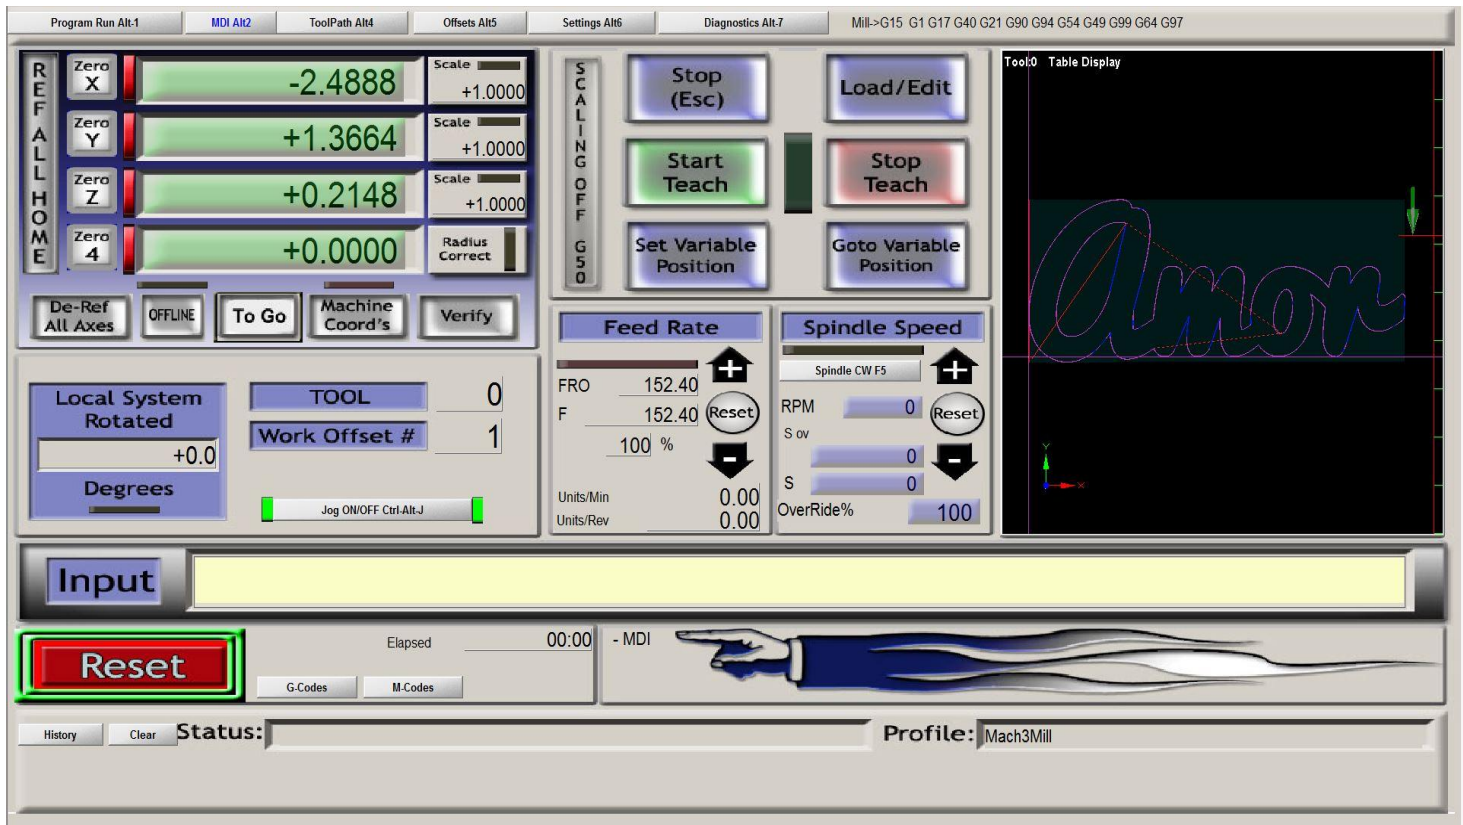 Program Run Alt-1
MDI Alt2
ToolPath Alt4
Offsets Alt5
Settings Alt6
Diagnostics Alt-7
Mill->G15 G1 G17 G40 G21 G90 G94 G54 G49 G99 G64 G97
REF ALL HOME
Zero X
-2.4888
Scale
+1.0000
Zero Y
+1.3664
Scale
+1.0000
Zero Z
+0.2148
Scale
+1.0000
Zero 4
+0.0000
Radius
Correct
De-Ref
All Axes
OFFLINE
To Go
Machine
Coord's
Verify
SCALING OFF G50
Stop
(Esc)
Load/Edit
Start
Teach
Stop
Teach
Set Variable
Position
Goto Variable
Position
Tool:0 Table Display
Amor
Y
X
Local System
Rotated
+0.0
Degrees
TOOL 0
Work Offset # 1
Jog ON/OFF Ctrl-Alt-J
Feed Rate
FRO 152.40
F 152.40
100 %
+
Reset
-
Units/Min 0.00
Units/Rev 0.00
Spindle Speed
Spindle CW F5
RPM 0
S ov
0
S 0
+
Reset
-
OverRide% 100
Input
Reset
Elapsed 00:00
G-Codes
M-Codes
- MDI
History
Clear
Status:
Profile: Mach3Mill